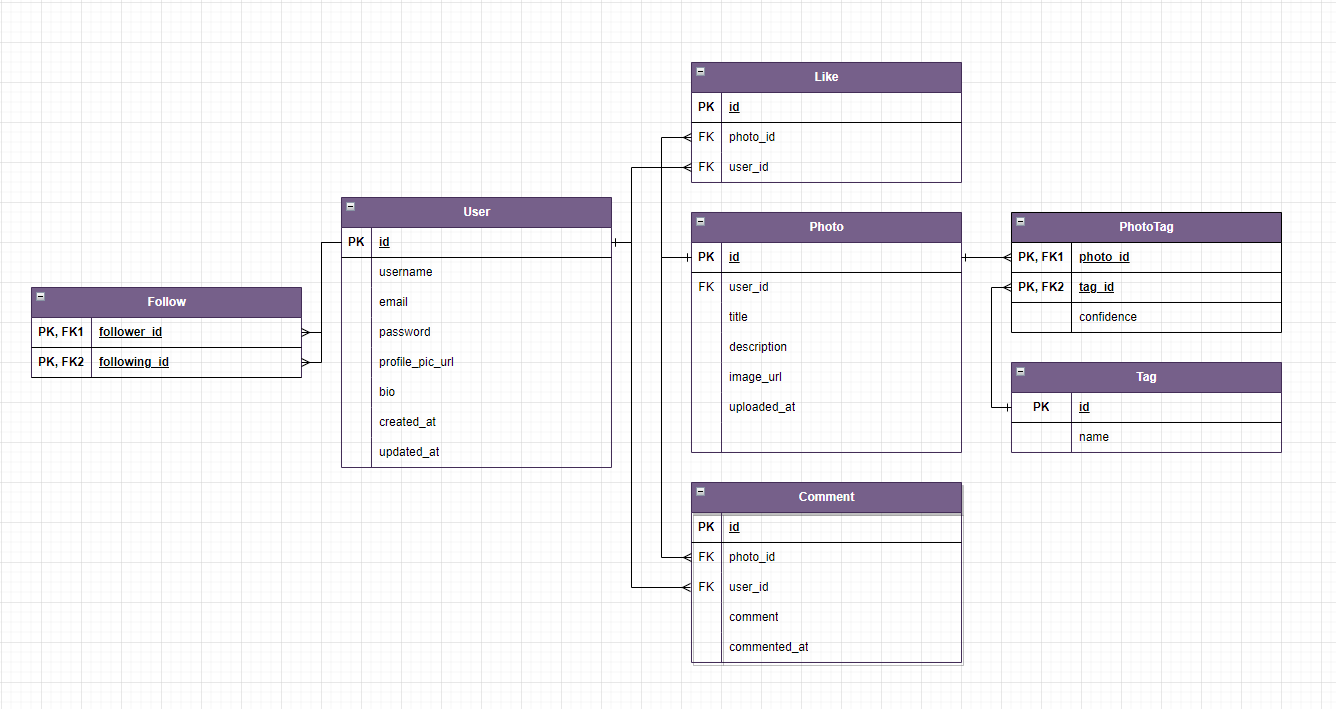 Like
PK id
FK photo_id
FK user_id
User
PK id
username
email
password
profile_pic_url
bio
created_at
updated_at
Follow
PK, FK1 follower_id
PK, FK2 following_id
Photo
PK id
FK user_id
title
description
image_url
uploaded_at
PhotoTag
PK, FK1 photo_id
PK, FK2 tag_id
confidence
Tag
PK id
name
Comment
PK id
FK photo_id
FK user_id
comment
commented_at